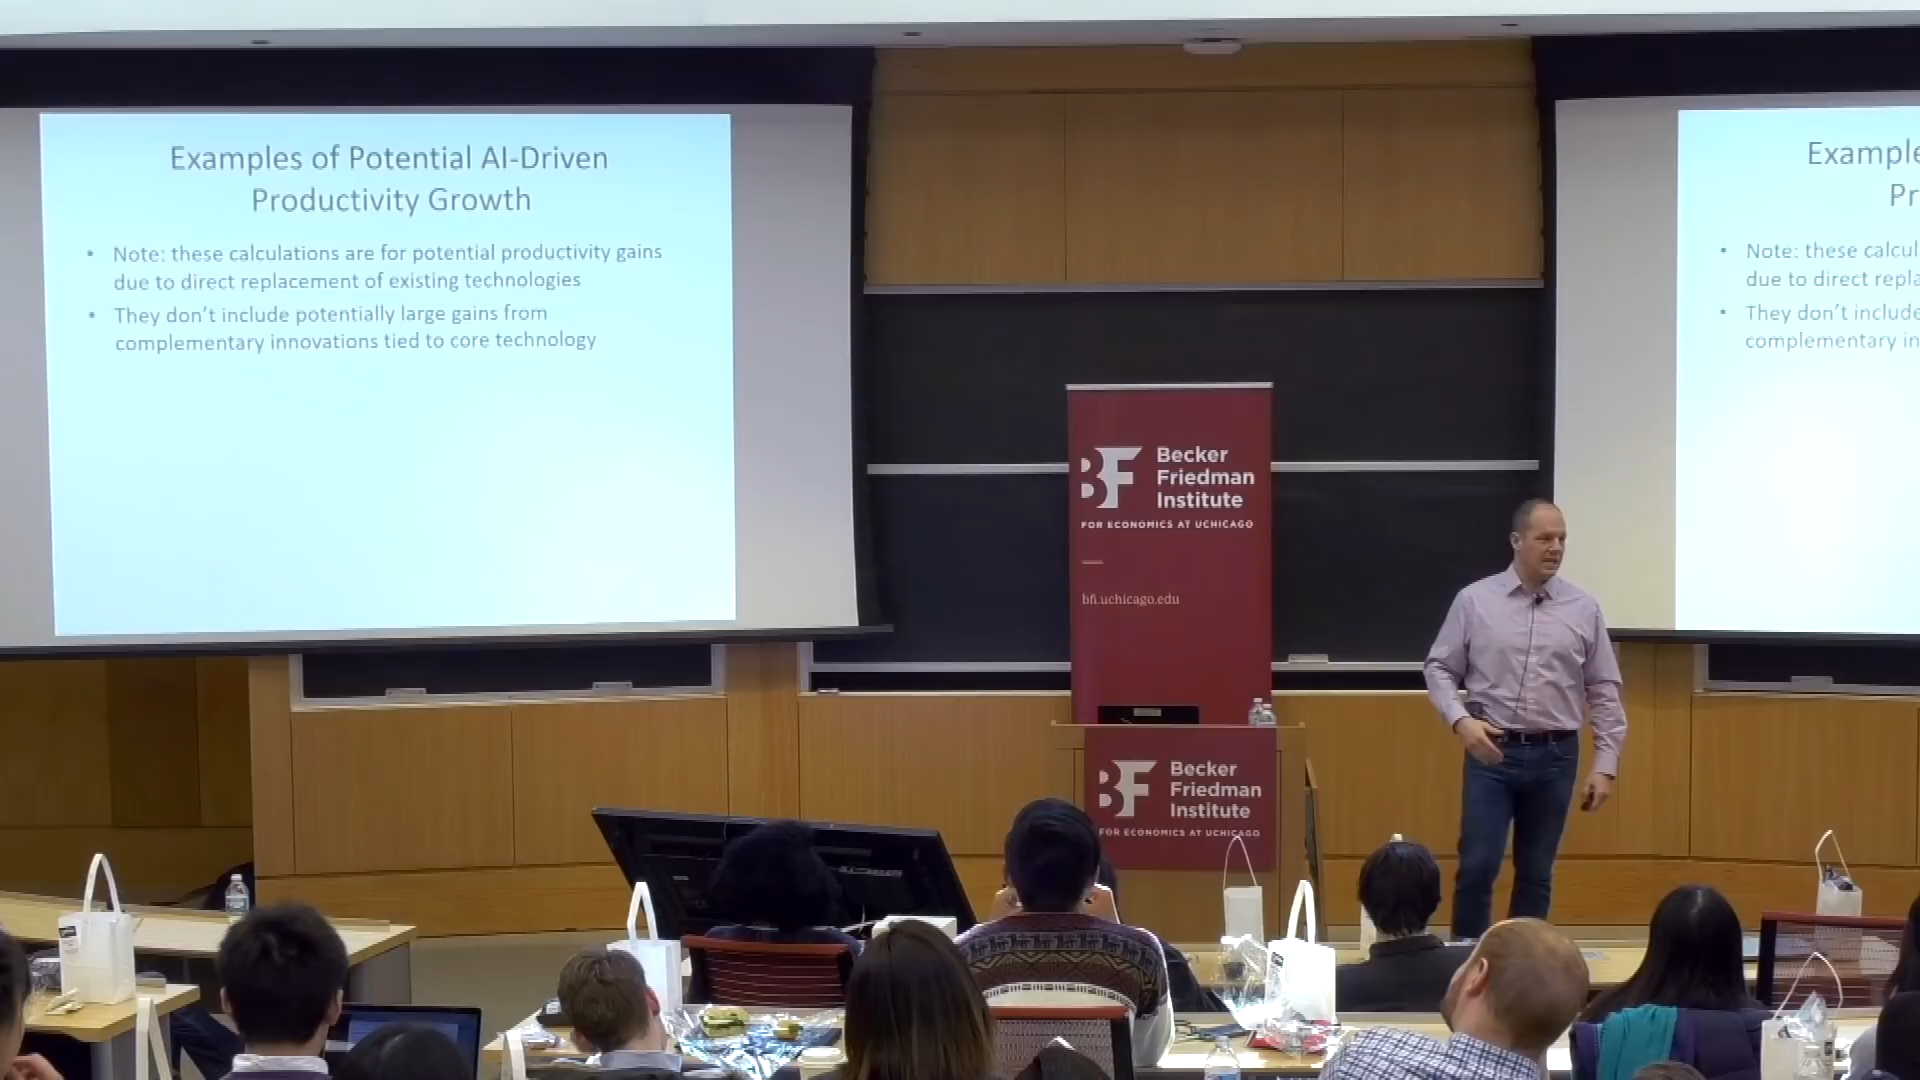 Examples of Potential AI-Driven
Productivity Growth
• Note: these calculations are for potential productivity gains
due to direct replacement of existing technologies
• They don't include potentially large gains from
complementary innovations tied to core technology
Example
Pr
• Note: these calcul
due to direct repla
• They don't include
complementary in
BF
Becker
Friedman
Institute
FOR ECONOMICS AT UCHICAGO
bfi.uchicago.edu
BF
Becker
Friedman
Institute
FOR ECONOMICS AT UCHICAGO